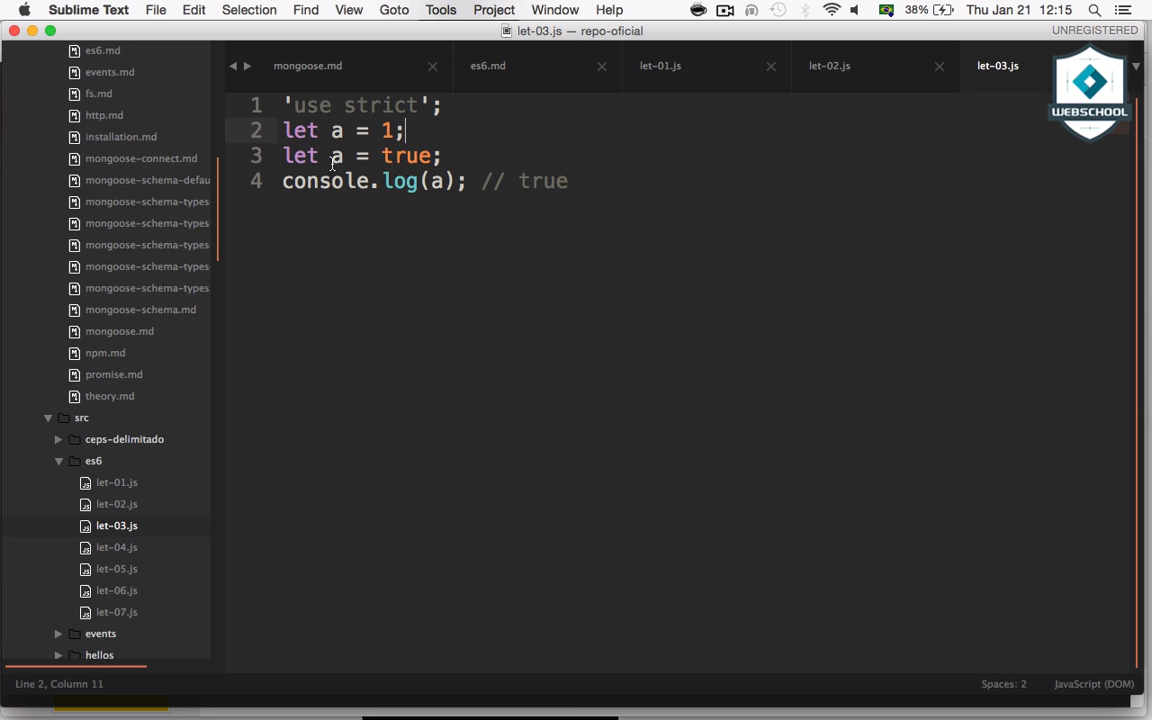 Sublime Text File Edit Selection Find View Goto Tools Project Window Help 38% Thu Jan 21 12:15
let-03.js — repo-oficial UNREGISTERED
es6.md
events.md
fs.md
http.md
installation.md
mongoose-connect.md
mongoose-schema-defau
mongoose-schema-types
mongoose-schema-types
mongoose-schema-types
mongoose-schema-types
mongoose-schema-types.
mongoose-schema.md
mongoose.md
npm.md
promise.md
theory.md
src
ceps-delimitado
es6
let-01.js
let-02.js
let-03.js
let-04.js
let-05.js
let-06.js
let-07.js
events
hellos
mongoose.md es6.md let-01.js let-02.js let-03.js
WEBSCHOOL
1 'use strict';
2 let a = 1;
3 let a = true;
4 console.log(a); // true
Line 2, Column 11 Spaces: 2 JavaScript (DOM)